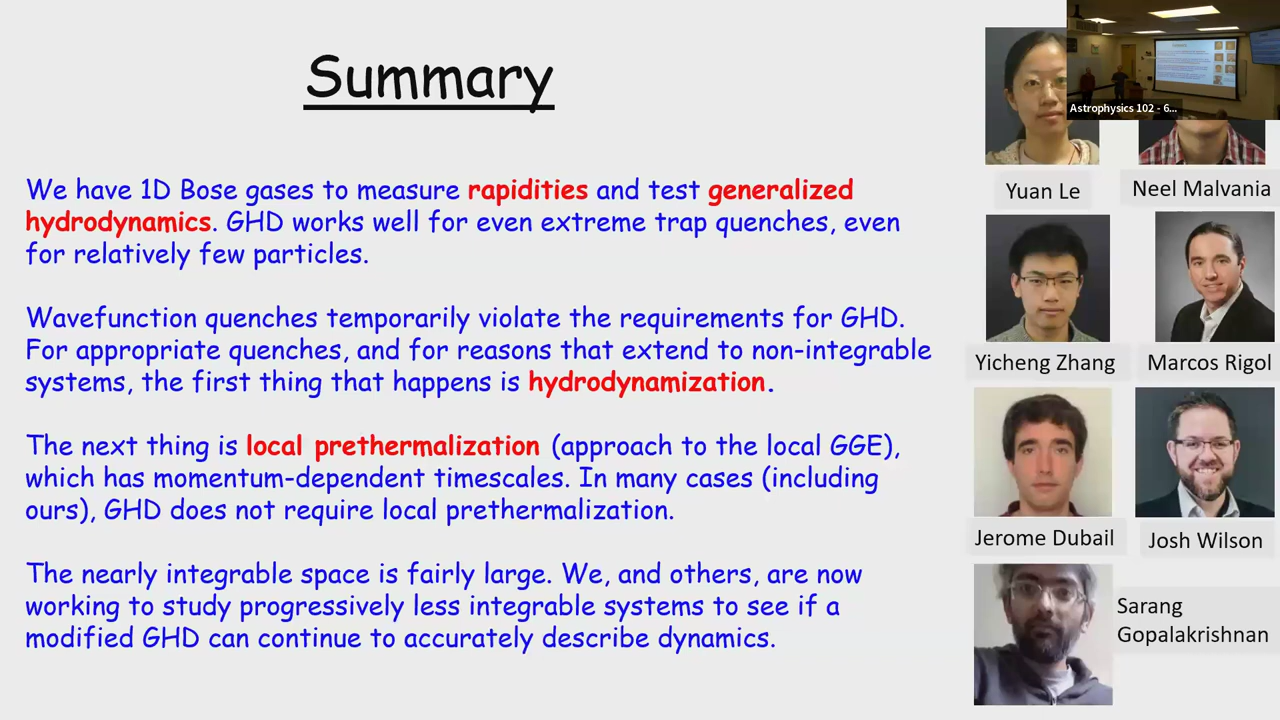 Summary
We have 1D Bose gases to measure rapidities and test generalized
hydrodynamics. GHD works well for even extreme trap quenches, even
for relatively few particles.
Wavefunction quenches temporarily violate the requirements for GHD.
For appropriate quenches, and for reasons that extend to non-integrable
systems, the first thing that happens is hydrodynamization.
The next thing is local prethermalization (approach to the local GGE),
which has momentum-dependent timescales. In many cases (including
ours), GHD does not require local prethermalization.
The nearly integrable space is fairly large. We, and others, are now
working to study progressively less integrable systems to see if a
modified GHD can continue to accurately describe dynamics.
Astrophysics 102 - 6...
Yuan Le
Neel Malvania
Yicheng Zhang
Marcos Rigol
Jerome Dubail
Josh Wilson
Sarang
Gopalakrishnan